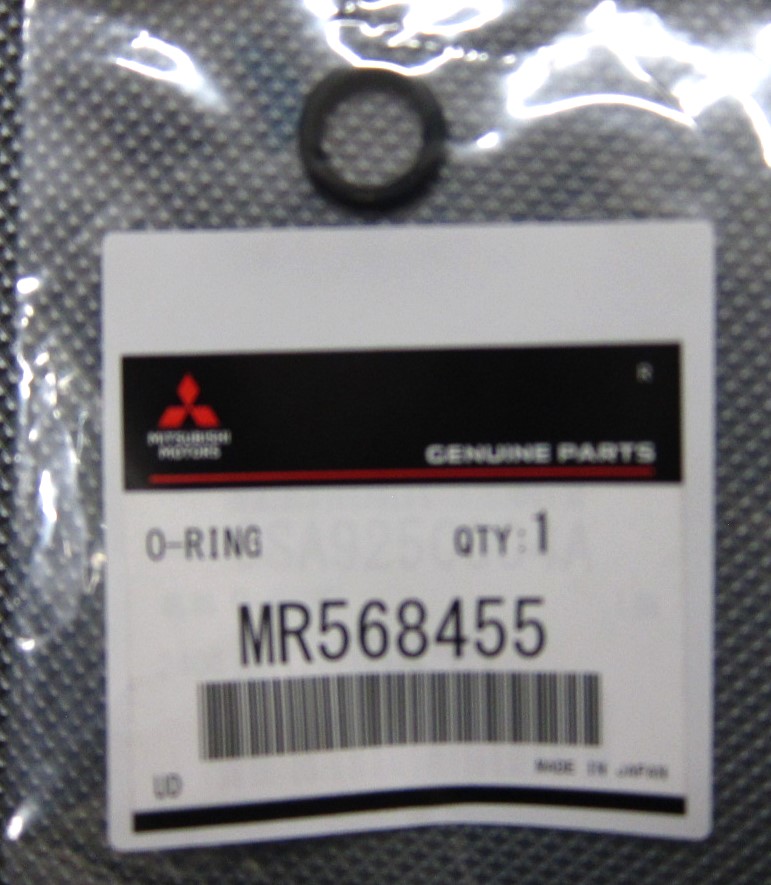 R
MITSUBISHI
MOTORS
GENUINE PARTS
O-RING QTY:1
MR568455
UD
MADE IN JAPAN